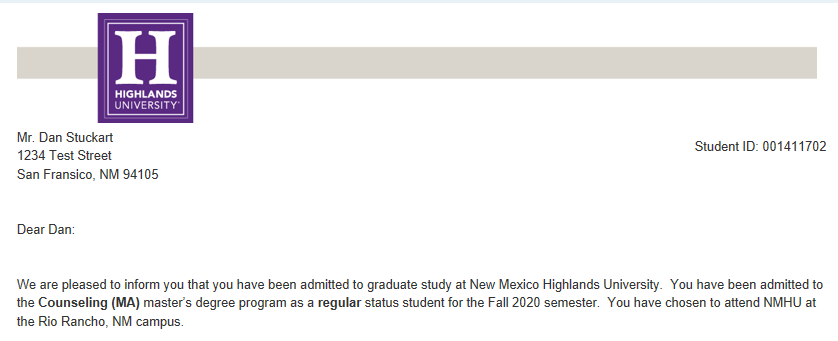 H
HIGHLANDS
UNIVERSITY
Mr. Dan Stuckart
1234 Test Street
San Fransico, NM 94105
Student ID: 001411702
Dear Dan:
We are pleased to inform you that you have been admitted to graduate study at New Mexico Highlands University.  You have been admitted to
the Counseling (MA) master's degree program as a regular status student for the Fall 2020 semester.  You have chosen to attend NMHU at
the Rio Rancho, NM campus.